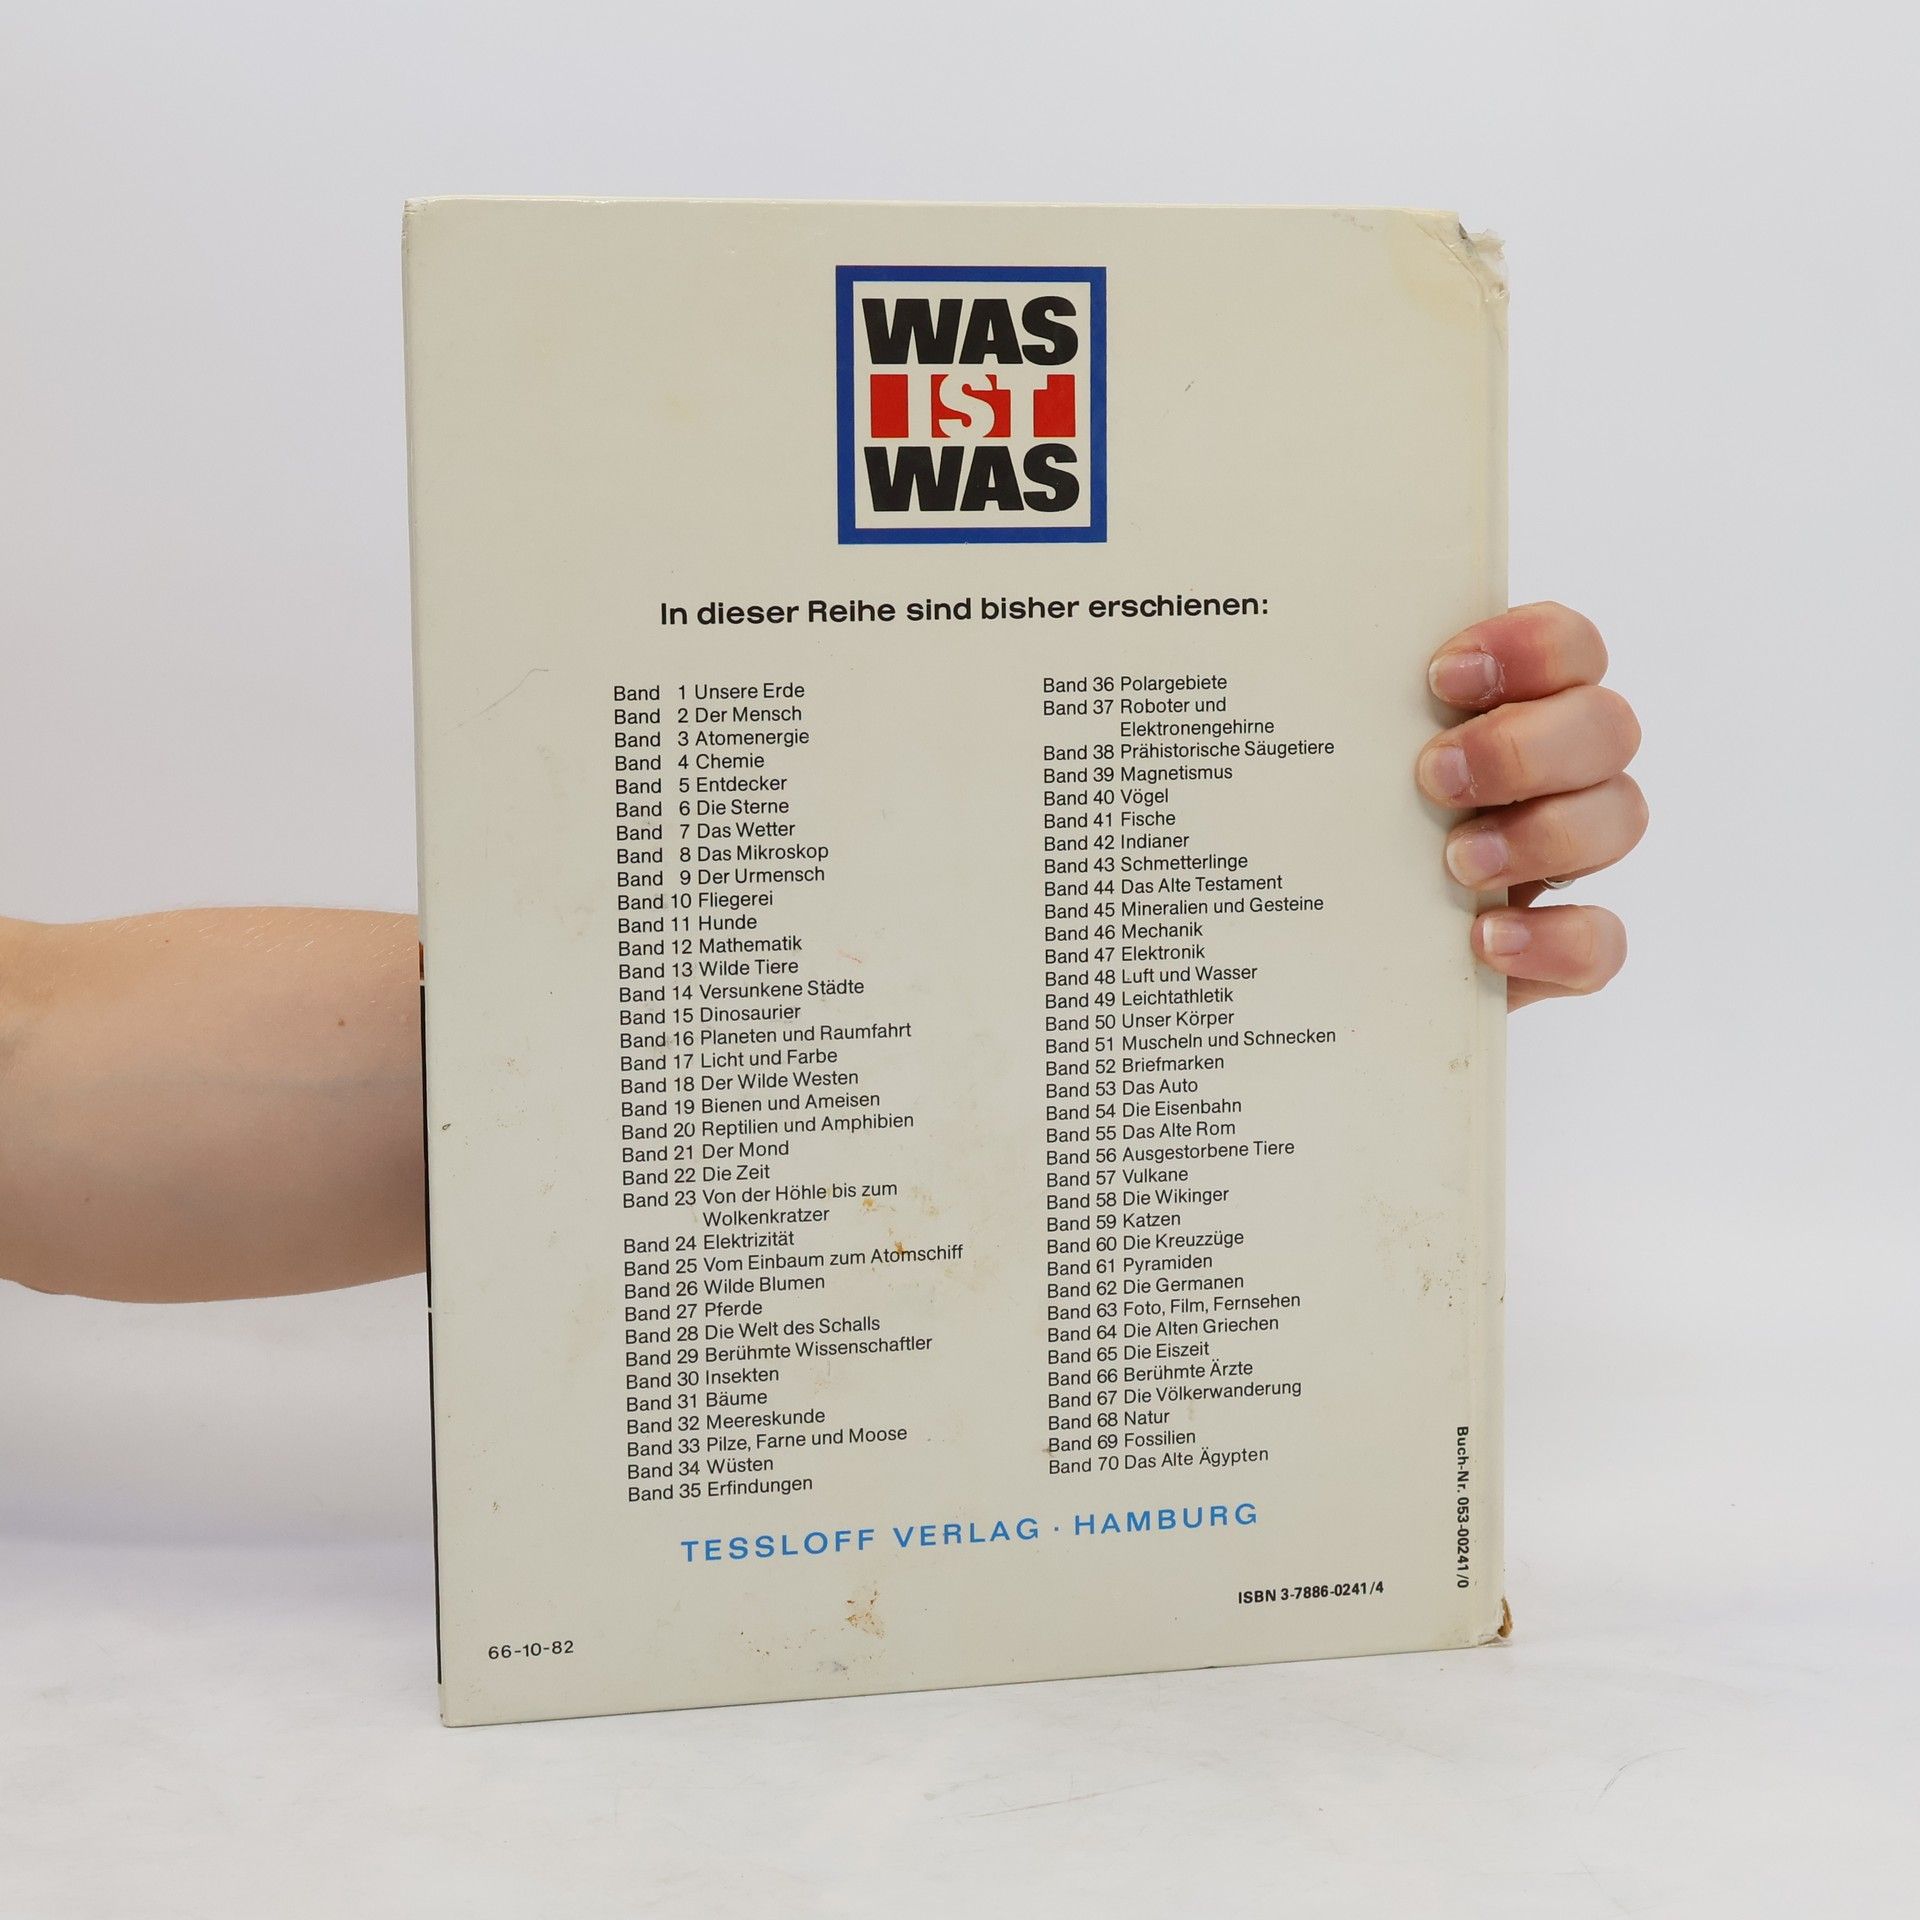 WAS
IST
WAS
In dieser Reihe sind bisher erschienen:
Band 1 Unsere Erde
Band 2 Der Mensch
Band 3 Atomenergie
Band 4 Chemie
Band 5 Entdecker
Band 6 Die Sterne
Band 7 Das Wetter
Band 8 Das Mikroskop
Band 9 Der Urmensch
Band 10 Fliegerei
Band 11 Hunde
Band 12 Mathematik
Band 13 Wilde Tiere
Band 14 Versunkene Städte
Band 15 Dinosaurier
Band 16 Planeten und Raumfahrt
Band 17 Licht und Farbe
Band 18 Der Wilde Westen
Band 19 Bienen und Ameisen
Band 20 Reptilien und Amphibien
Band 21 Der Mond
Band 22 Die Zeit
Band 23 Von der Höhle bis zum
Wolkenkratzer
Band 24 Elektrizität
Band 25 Vom Einbaum zum Atomschiff
Band 26 Wilde Blumen
Band 27 Pferde
Band 28 Die Welt des Schalls
Band 29 Berühmte Wissenschaftler
Band 30 Insekten
Band 31 Bäume
Band 32 Meereskunde
Band 33 Pilze, Farne und Moose
Band 34 Wüsten
Band 35 Erfindungen
Band 36 Polargebiete
Band 37 Roboter und
Elektronengehirne
Band 38 Prähistorische Säugetiere
Band 39 Magnetismus
Band 40 Vögel
Band 41 Fische
Band 42 Indianer
Band 43 Schmetterlinge
Band 44 Das Alte Testament
Band 45 Mineralien und Gesteine
Band 46 Mechanik
Band 47 Elektronik
Band 48 Luft und Wasser
Band 49 Leichtathletik
Band 50 Unser Körper
Band 51 Muscheln und Schnecken
Band 52 Briefmarken
Band 53 Das Auto
Band 54 Die Eisenbahn
Band 55 Das Alte Rom
Band 56 Ausgestorbene Tiere
Band 57 Vulkane
Band 58 Die Wikinger
Band 59 Katzen
Band 60 Die Kreuzzüge
Band 61 Pyramiden
Band 62 Die Germanen
Band 63 Foto, Film, Fernsehen
Band 64 Die Alten Griechen
Band 65 Die Eiszeit
Band 66 Berühmte Ärzte
Band 67 Die Völkerwanderung
Band 68 Natur
Band 69 Fossilien
Band 70 Das Alte Ägypten
TESSLOFF VERLAG · HAMBURG
ISBN 3-7886-0241/4
Buch-Nr. 053-00241/0
66-10-82